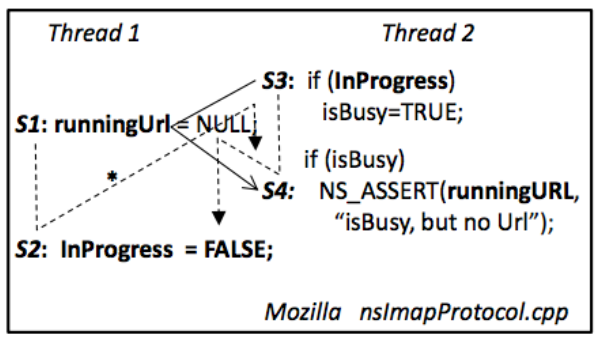 Thread 1 Thread 2
S3: if (InProgress)
isBusy=TRUE;
S1: runningUrl = NULL;
if (isBusy)
*
S4: NS_ASSERT(runningURL,
"isBusy, but no Url");
S2: InProgress = FALSE;
Mozilla nsImapProtocol.cpp